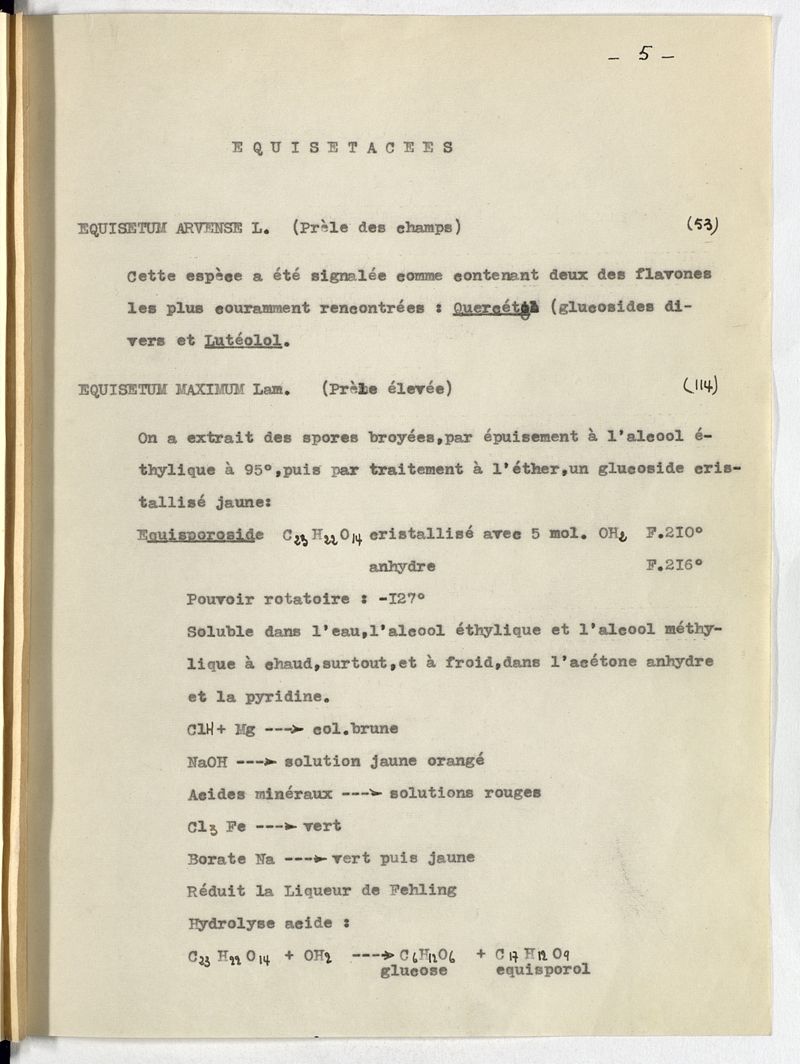 - 5 -
EQUISETACEES
EQUISETUM ARVENSE L. (Prèle des champs) (53)
Cette espèce a été signalée comme contenant deux des flavones
les plus couramment rencontrées : Quercétol (glucosides di-
vers et Lutéolol.
EQUISETUM MAXIMUM Lam. (Prèle élevée) (114)
On a extrait des spores broyées,par épuisement à l'alcool é-
thylique à 95°,puis par traitement à l'éther,un glucoside cris-
tallisé jaune:
Equisporoside C23H22O14 cristallisé avec 5 mol. OH2 F.2I0°
anhydre F.2I6°
Pouvoir rotatoire : -I27°
Soluble dans l'eau,l'alcool éthylique et l'alcool méthy-
lique à chaud,surtout,et à froid,dans l'acétone anhydre
et la pyridine.
ClH+ Mg ---> col.brune
NaOH ---> solution jaune orangé
Acides minéraux ---> solutions rouges
Cl3 Fe ---> vert
Borate Na ---> vert puis jaune
Réduit la Liqueur de Fehling
Hydrolyse acide :
C23 H22 O14 + OH2 ---> C6H12O6 + C17 H12 O9
glucose equisporol